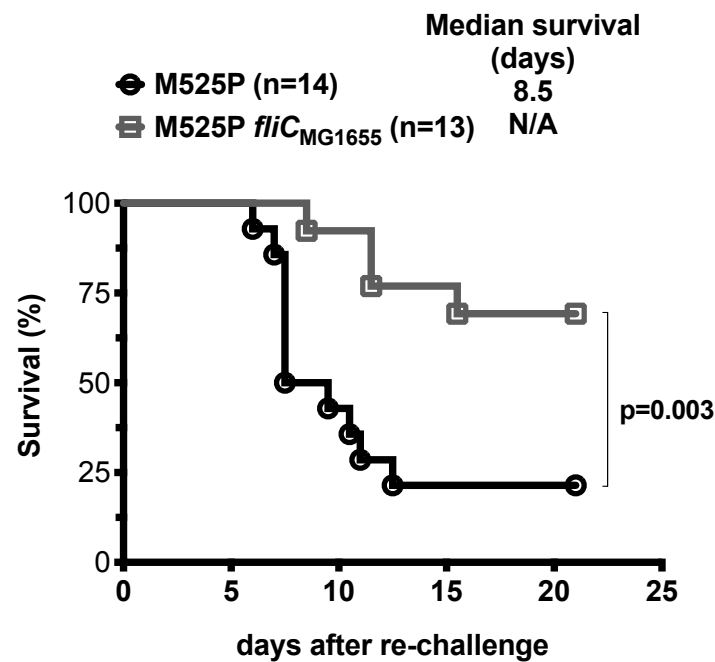 Median survival
(days)
M525P (n=14) 8.5
M525P fliCMG1655 (n=13) N/A
100
75
50
25
0
Survival (%)
p=0.003
0 5 10 15 20 25
days after re-challenge